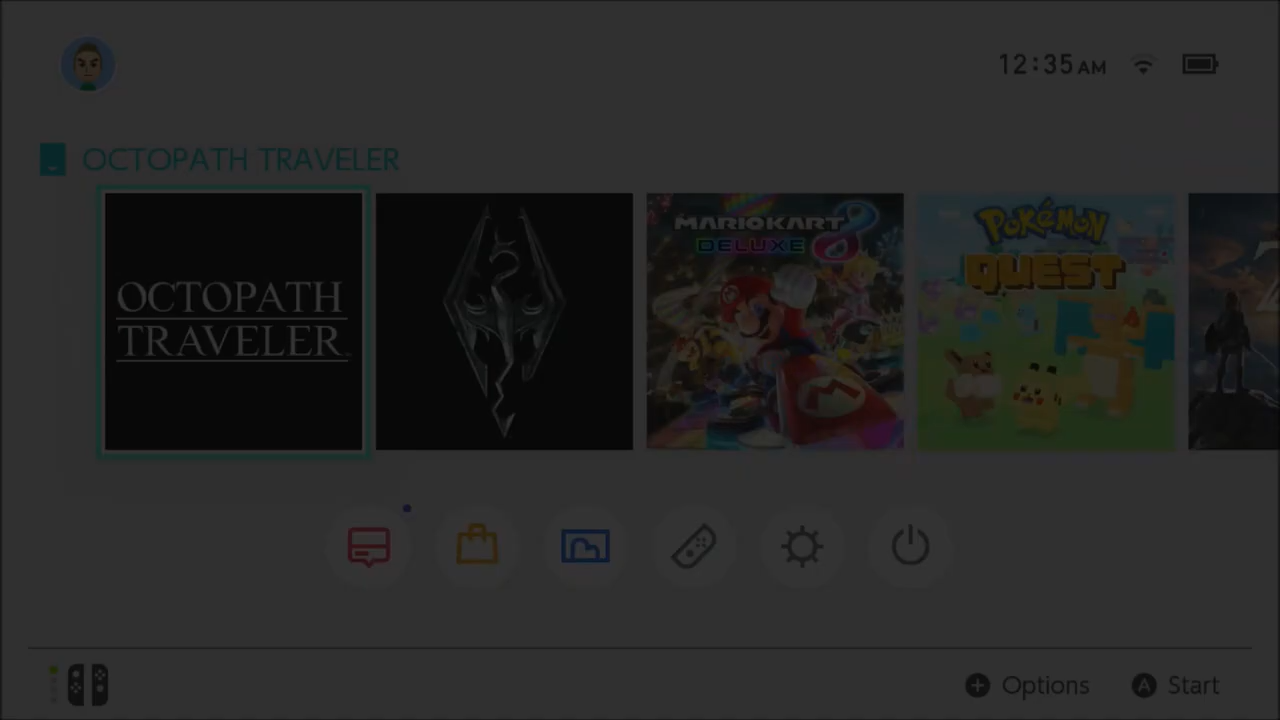 12:35 AM
OCTOPATH TRAVELER
OCTOPATH
TRAVELER
MARIOKART 8
DELUXE
POKéMON
QUEST
Options
Start